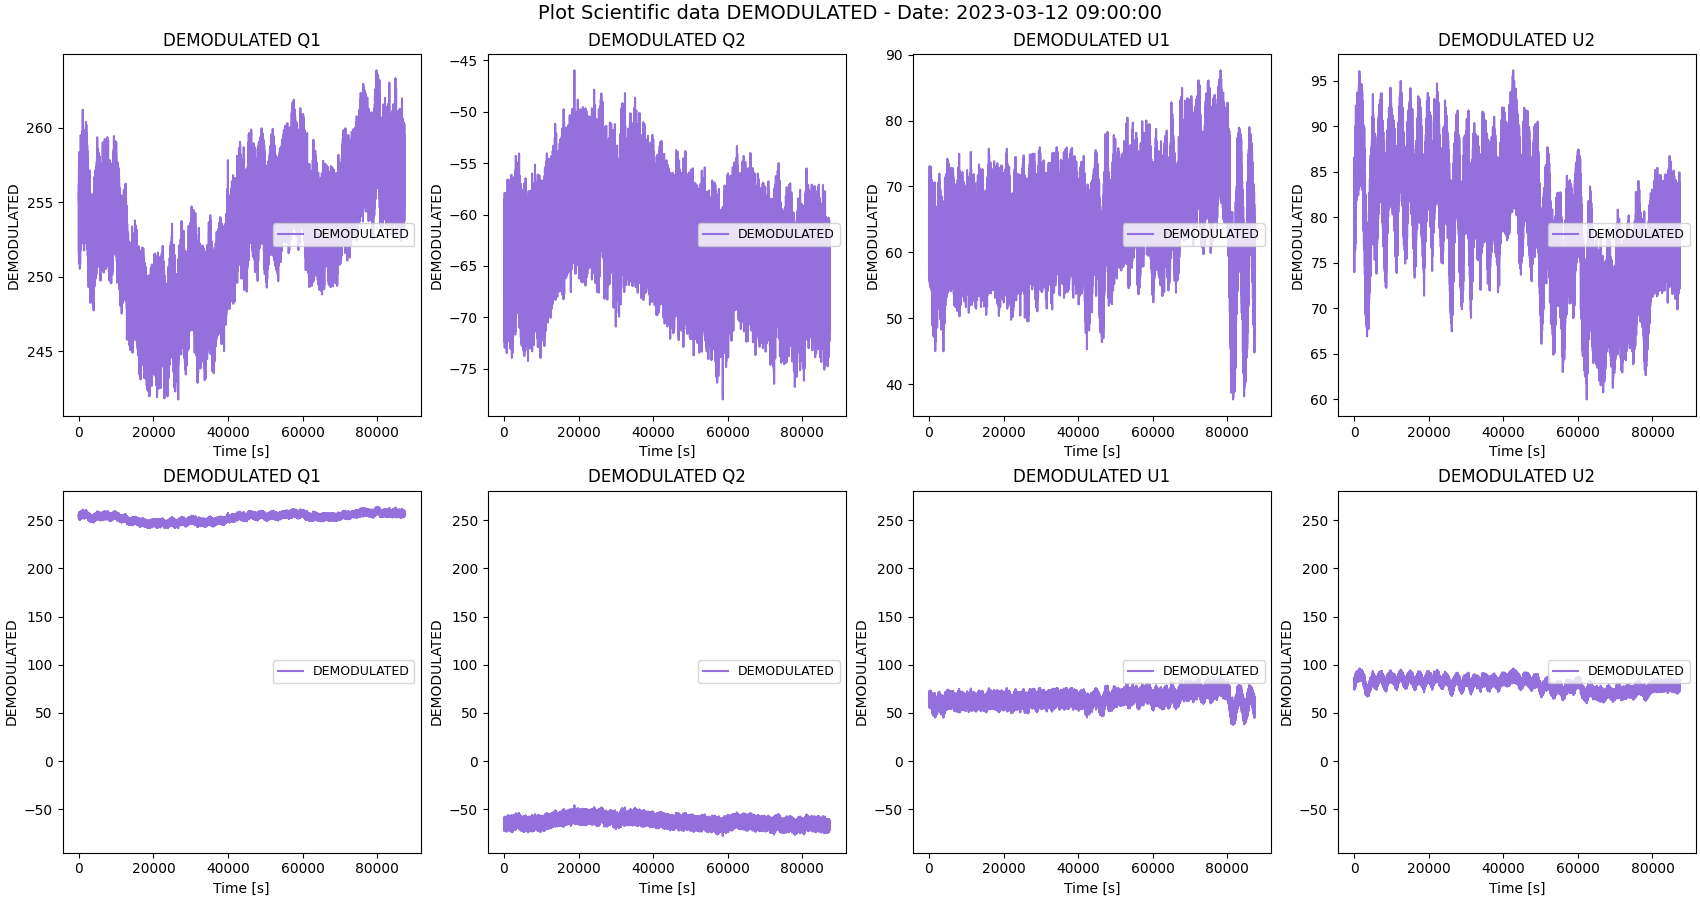 Plot Scientific data DEMODULATED - Date: 2023-03-12 09:00:00
DEMODULATED Q1
DEMODULATED
260
255
250
245
DEMODULATED
0 20000 40000 60000 80000
Time [s]
DEMODULATED Q2
DEMODULATED
−45
−50
−55
−60
−65
−70
−75
DEMODULATED
0 20000 40000 60000 80000
Time [s]
DEMODULATED U1
DEMODULATED
90
80
70
60
50
40
DEMODULATED
0 20000 40000 60000 80000
Time [s]
DEMODULATED U2
DEMODULATED
95
90
85
80
75
70
65
60
DEMODULATED
0 20000 40000 60000 80000
Time [s]
DEMODULATED Q1
DEMODULATED
250
200
150
100
50
0
−50
DEMODULATED
0 20000 40000 60000 80000
Time [s]
DEMODULATED Q2
DEMODULATED
250
200
150
100
50
0
−50
DEMODULATED
0 20000 40000 60000 80000
Time [s]
DEMODULATED U1
DEMODULATED
250
200
150
100
50
0
−50
DEMODULATED
0 20000 40000 60000 80000
Time [s]
DEMODULATED U2
DEMODULATED
250
200
150
100
50
0
−50
DEMODULATED
0 20000 40000 60000 80000
Time [s]